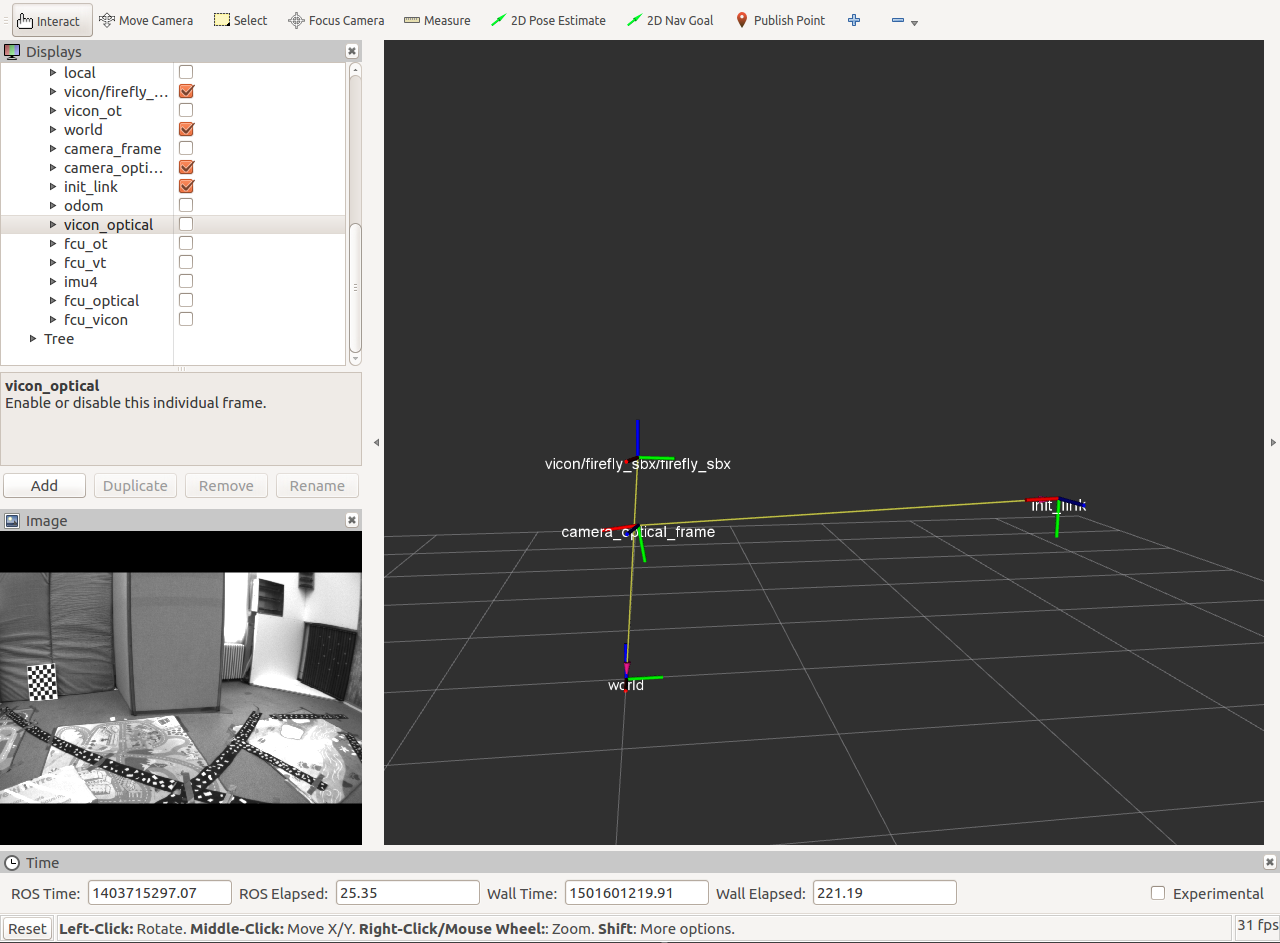 Interact Move Camera Select Focus Camera Measure 2D Pose Estimate 2D Nav Goal Publish Point
Displays
local
vicon/firefly_...
vicon_ot
world
camera_frame
camera_opti...
init_link
odom
vicon_optical
fcu_ot
fcu_vt
imu4
fcu_optical
fcu_vicon
Tree
vicon_optical
Enable or disable this individual frame.
Add Duplicate Remove Rename
Image
vicon/firefly_sbx/firefly_sbx
init_link
camera_optical_frame
world
Time
ROS Time: 1403715297.07 ROS Elapsed: 25.35 Wall Time: 1501601219.91 Wall Elapsed: 221.19 Experimental
Reset Left-Click: Rotate. Middle-Click: Move X/Y. Right-Click/Mouse Wheel:: Zoom. Shift: More options. 31 fps